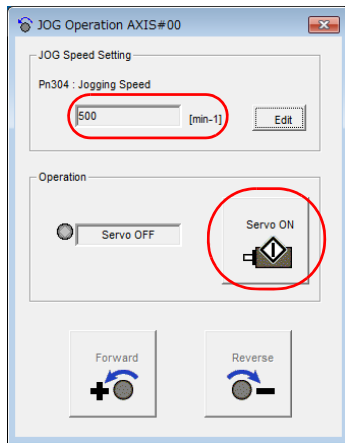 JOG Operation AXIS#00
JOG Speed Setting
Pn304 : Jogging Speed
500 [min-1] Edit
Operation
Servo OFF
Servo ON
Forward
Reverse